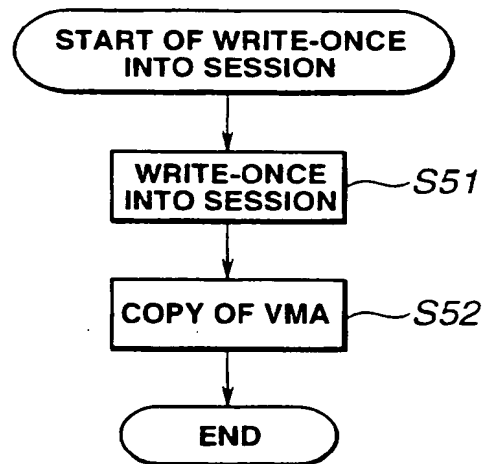 START OF WRITE-ONCE
INTO SESSION
WRITE-ONCE
INTO SESSION
S51
COPY OF VMA
S52
END